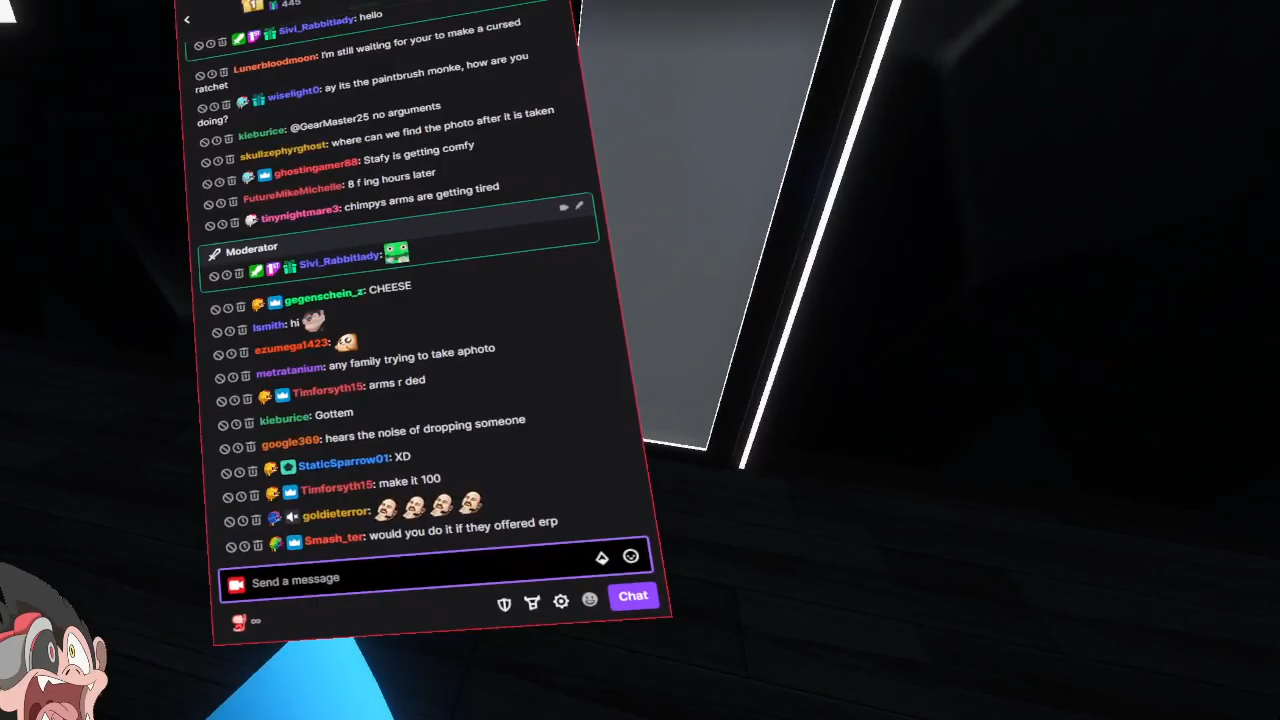 445
Sivi_Rabbitlady: hello
Lunerbloodmoon: I'm still waiting for your to make a cursed
ratchet
wiselight0: ay its the paintbrush monke, how are you
doing?
kieburice: @GearMaster25 no arguments
skullzephyrghost: where can we find the photo after it is taken
ghostingamer88: Stafy is getting comfy
FutureMikeMichelle: 8 f ing hours later
tinynightmare3: chimpys arms are getting tired
Moderator
Sivi_Rabbitlady:
gegenschein_z: CHEESE
lsmith: hi
ezumega1423:
metratanium: any family trying to take aphoto
Timforsyth15: arms r ded
kieburice: Gottem
google369: hears the noise of dropping someone
StaticSparrow01: XD
Timforsyth15: make it 100
goldieterror:
Smash_ter: would you do it if they offered erp
Send a message
∞
Chat